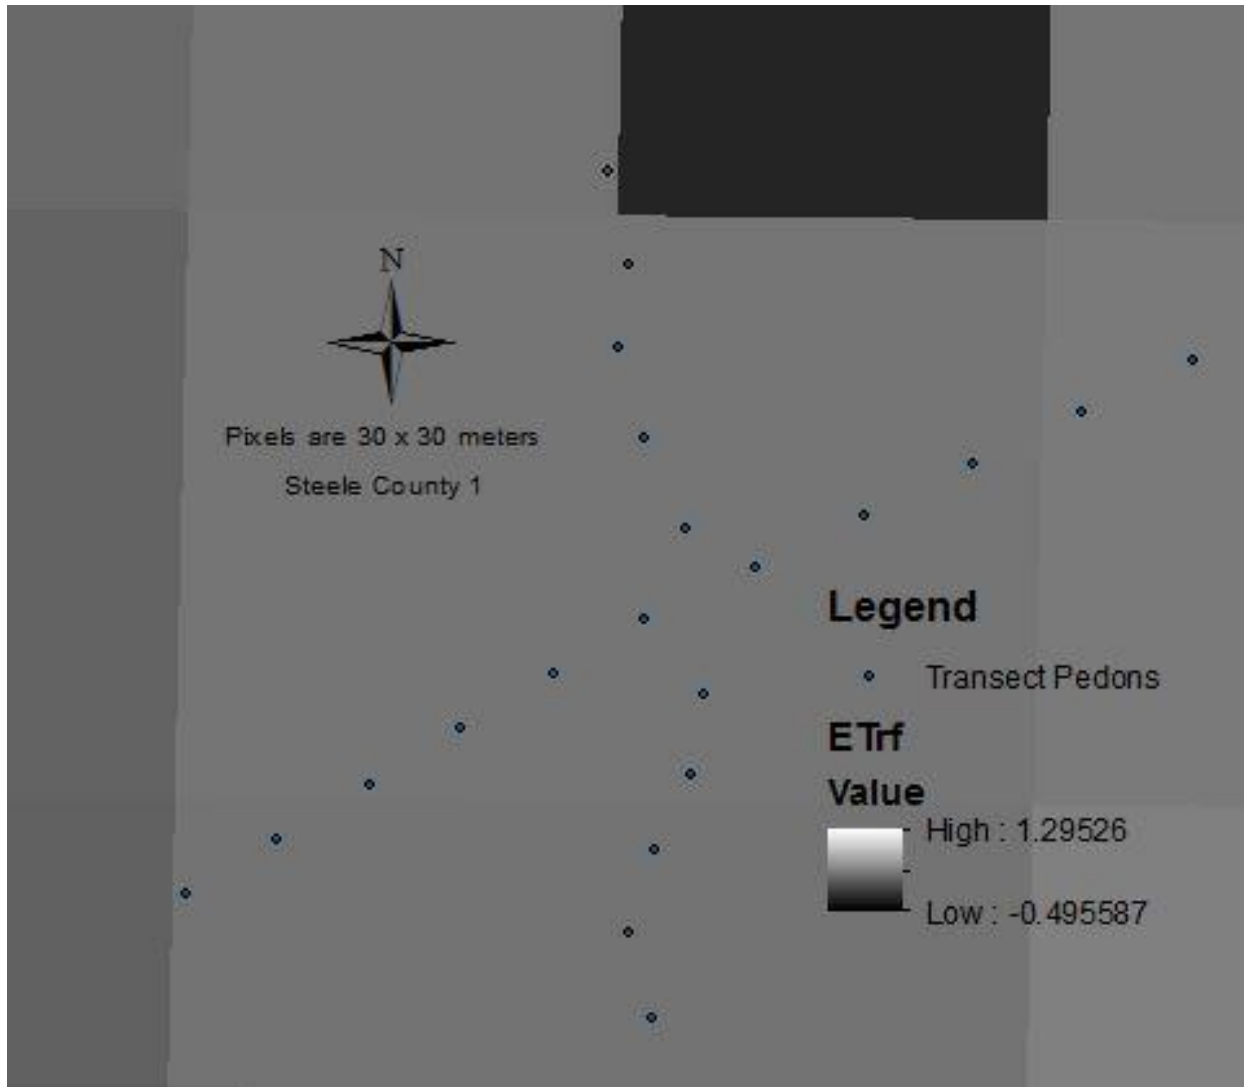 N
Pixels are 30 x 30 meters
Steele County 1
Legend
Transect Pedons
ETrf
Value
High : 1.29526
Low : -0.495587